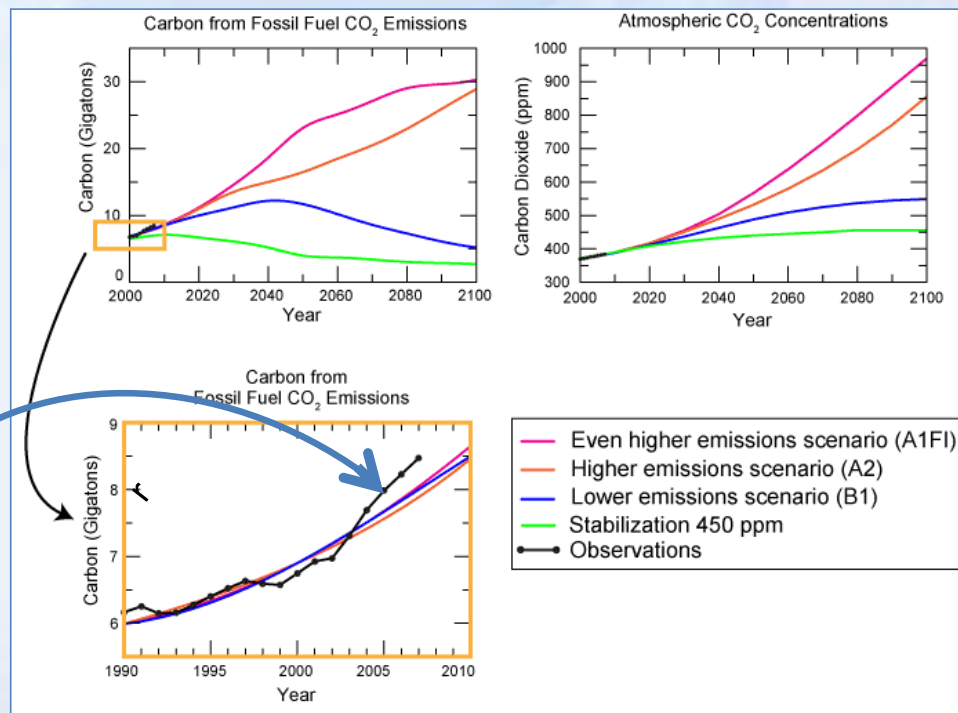 Carbon from Fossil Fuel CO₂ Emissions
Carbon (Gigatons)
30
20
10
0
2000 2020 2040 2060 2080 2100
Year
Atmospheric CO₂ Concentrations
Carbon Dioxide (ppm)
1000
900
800
700
600
500
400
300
2000 2020 2040 2060 2080 2100
Year
Carbon from
Fossil Fuel CO₂ Emissions
Carbon (Gigatons)
9
8
7
6
1990 1995 2000 2005 2010
Year
Even higher emissions scenario (A1FI)
Higher emissions scenario (A2)
Lower emissions scenario (B1)
Stabilization 450 ppm
Observations